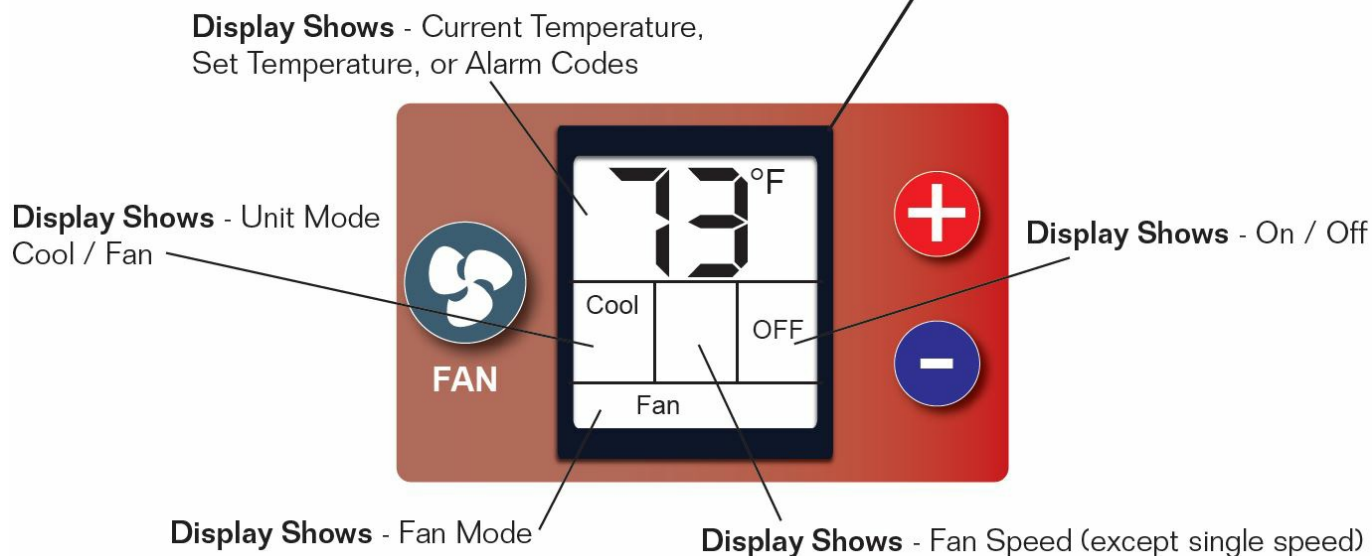 Display Shows - Current Temperature,
Set Temperature, or Alarm Codes
73°F
Display Shows - Unit Mode
Cool / Fan
Display Shows - On / Off
Cool
OFF
FAN
Fan
Display Shows - Fan Mode
Display Shows - Fan Speed (except single speed)
+
-